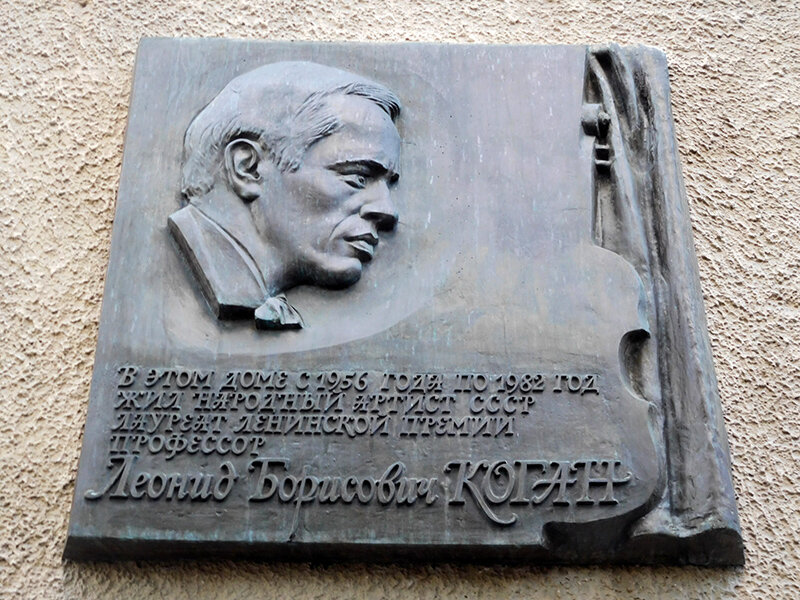 В ЭТОМ ДОМЕ С 1956 ГОДА ПО 1982 ГОД
ЖИЛ НАРОДНЫЙ АРТИСТ СССР
ЛАУРЕАТ ЛЕНИНСКОЙ ПРЕМИИ
ПРОФЕССОР
Леонид Борисович КОГАН